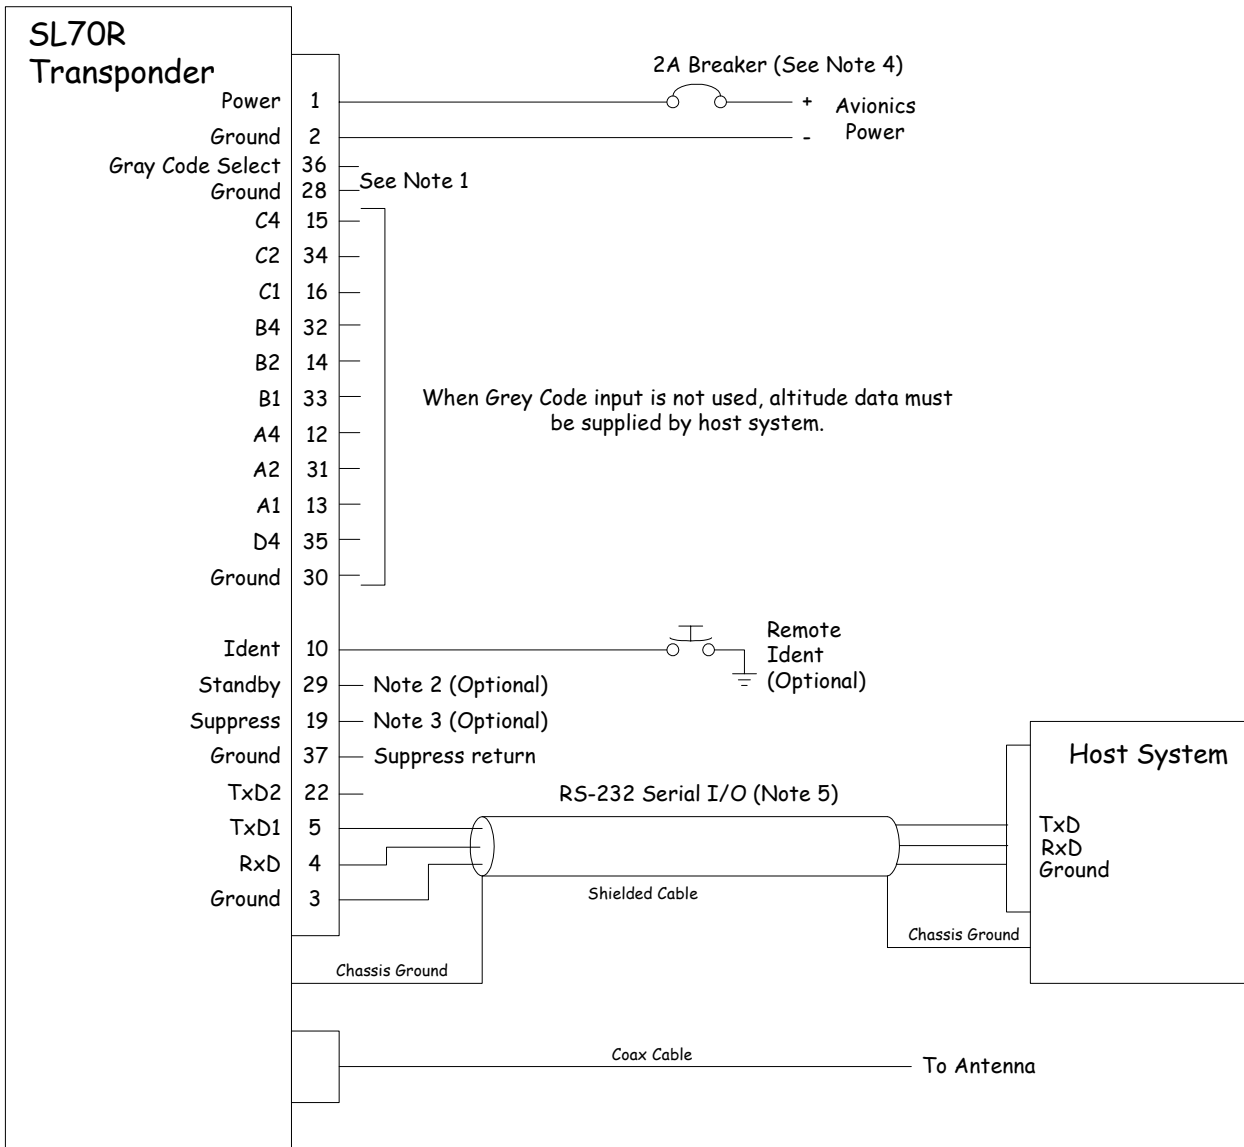 SL70R
Transponder
2A Breaker (See Note 4)
Power 1
+ Avionics
Power
Ground 2
-
Gray Code Select 36
See Note 1
Ground 28
C4 15
C2 34
C1 16
B4 32
B2 14
B1 33
When Grey Code input is not used, altitude data must
be supplied by host system.
A4 12
A2 31
A1 13
D4 35
Ground 30
Ident 10
Remote
Ident
(Optional)
Standby 29 Note 2 (Optional)
Suppress 19 Note 3 (Optional)
Ground 37 Suppress return
Host System
TxD2 22
RS-232 Serial I/O (Note 5)
TxD1 5
TxD
RxD 4
RxD
Ground
Ground 3
Shielded Cable
Chassis Ground
Chassis Ground
Coax Cable
To Antenna